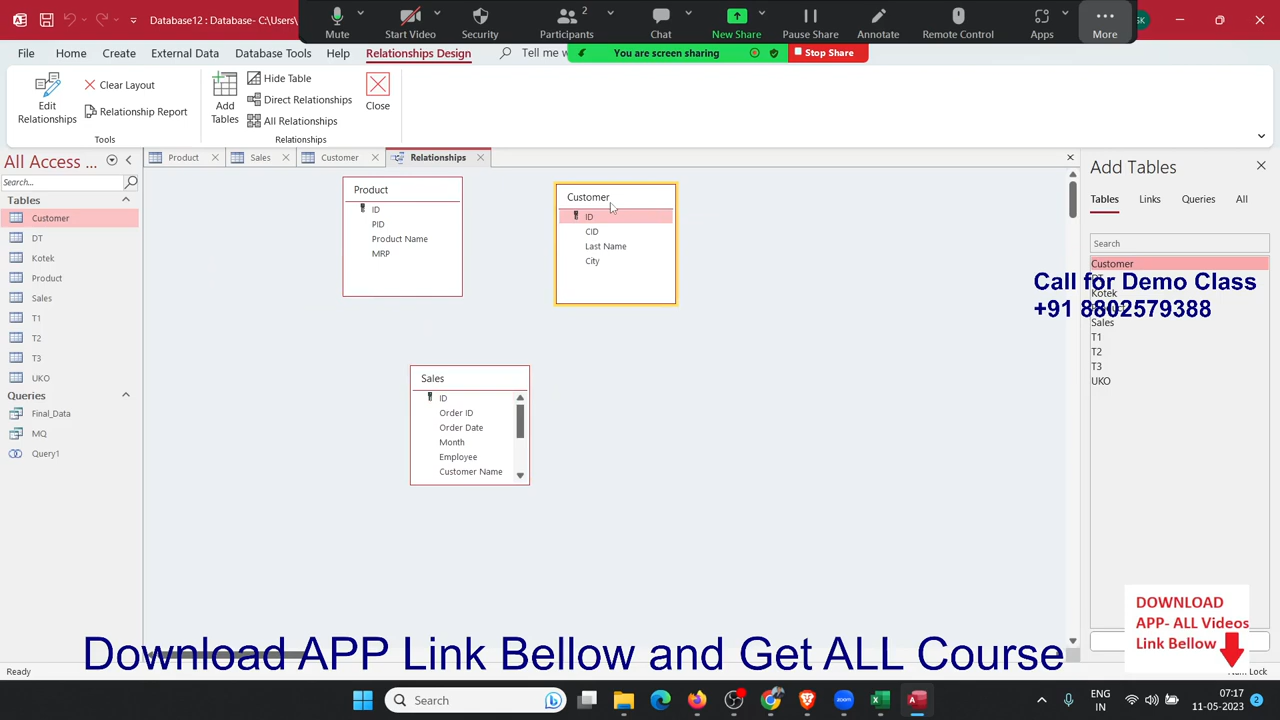 Database12 : Database- C:\Users\
Mute
Start Video
Security
2
Participants
Chat
New Share
Pause Share
Annotate
Remote Control
Apps
More
SK
File
Home
Create
External Data
Database Tools
Help
Relationships Design
Tell me w
You are screen sharing
Stop Share
Edit
Relationships
Clear Layout
Relationship Report
Tools
Add
Tables
Hide Table
Direct Relationships
All Relationships
Relationships
Close
All Access ...
Search...
Tables
Customer
DT
Kotek
Product
Sales
T1
T2
T3
UKO
Queries
Final_Data
MQ
Query1
Product
Sales
Customer
Relationships
Product
ID
PID
Product Name
MRP
Customer
ID
CID
Last Name
City
Sales
ID
Order ID
Order Date
Month
Employee
Customer Name
Add Tables
Tables
Links
Queries
All
Search
Customer
Kotek
Sales
T1
T2
T3
UKO
Call for Demo Class
+91 8802579388
DOWNLOAD
APP- ALL Videos
Link Bellow
Download APP Link Bellow and Get ALL Course
Ready
Num Lock
Search
ENG
IN
07:17
11-05-2023
2